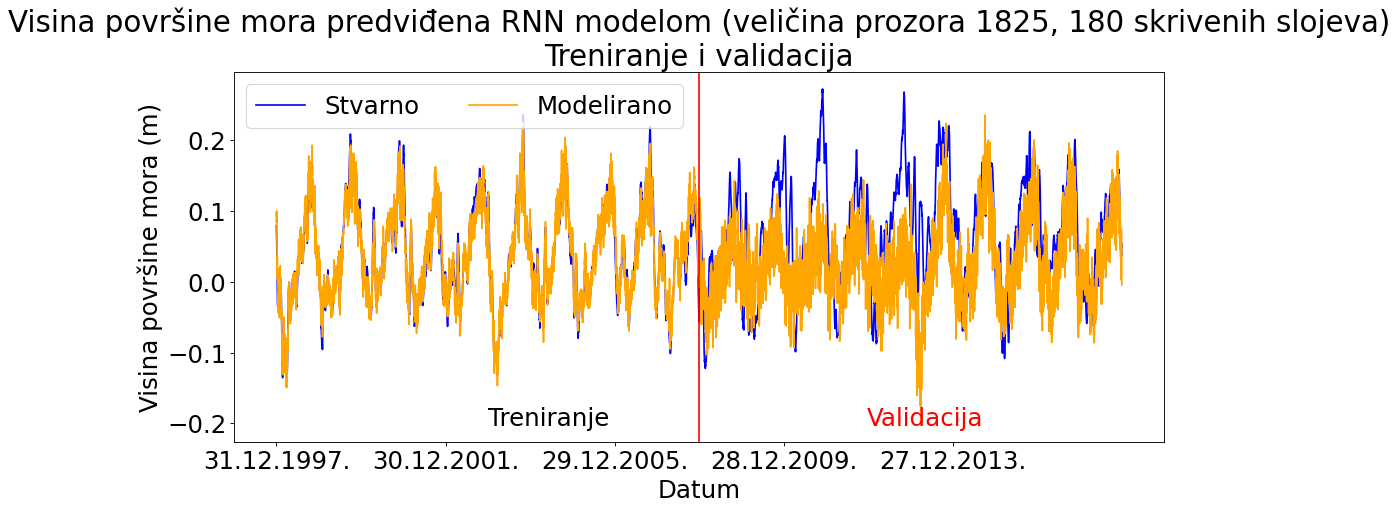 Visina površine mora predviđena RNN modelom (veličina prozora 1825, 180 skrivenih slojeva)
Treniranje i validacija
Stvarno
Modelirano
Visina površine mora (m)
0.2
0.1
0.0
−0.1
−0.2
Treniranje
Validacija
31.12.1997.
30.12.2001.
29.12.2005.
28.12.2009.
27.12.2013.
Datum